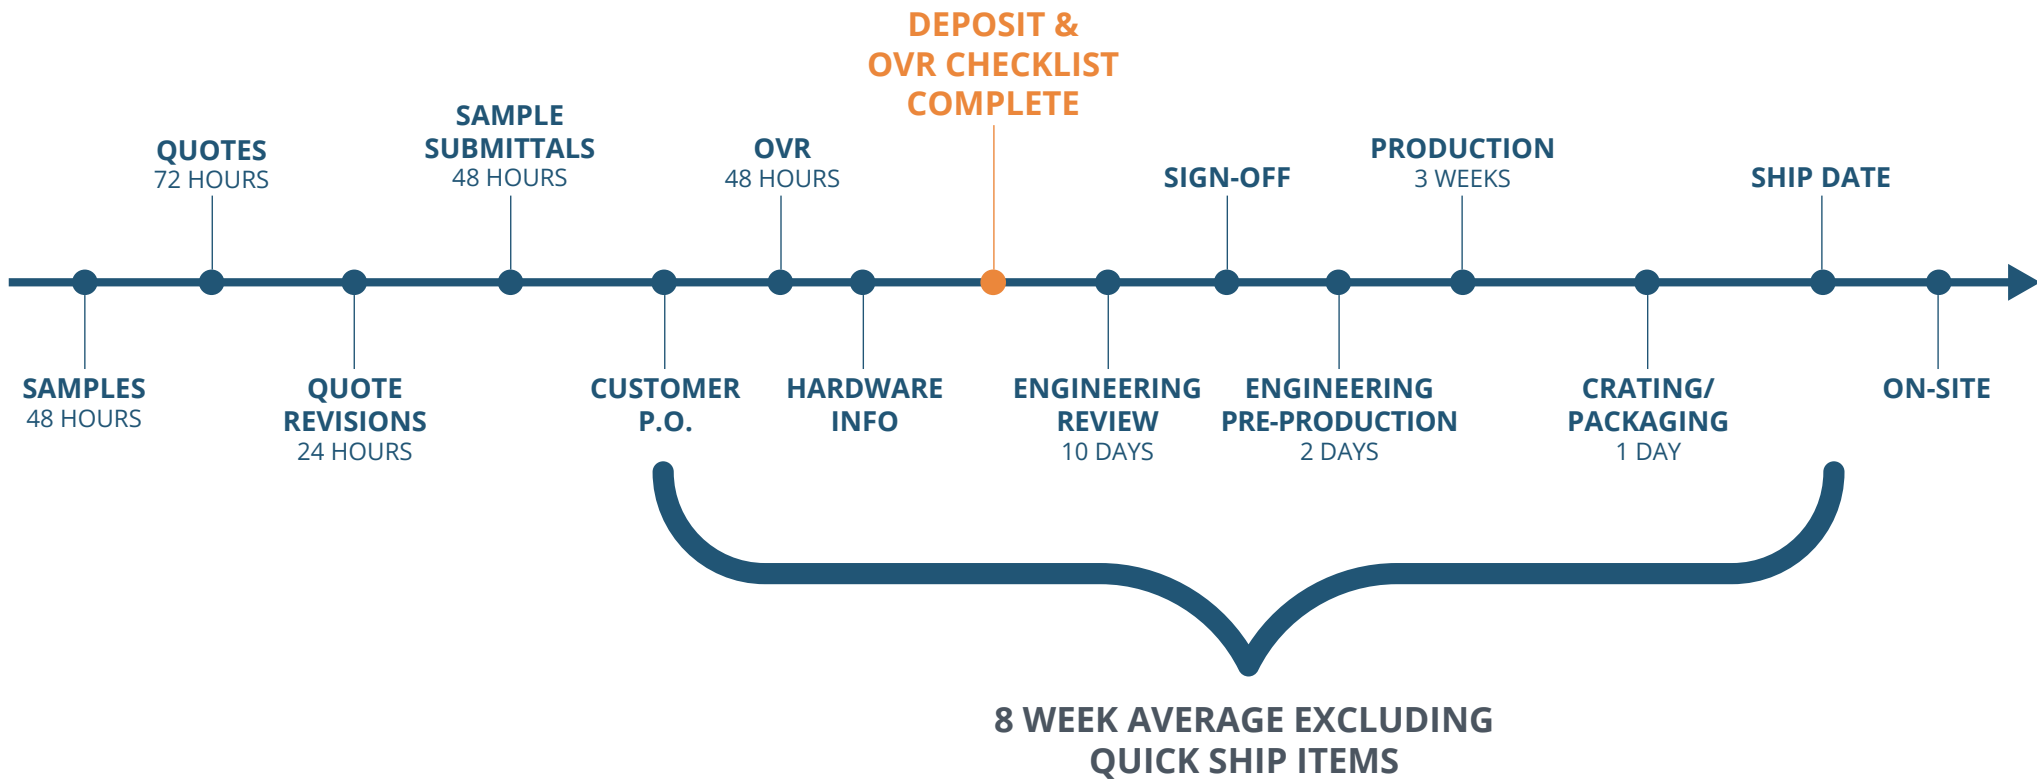 DEPOSIT &
OVR CHECKLIST
COMPLETE
SAMPLE
SUBMITTALS
48 HOURS
QUOTES
72 HOURS
OVR
48 HOURS
SIGN-OFF
PRODUCTION
3 WEEKS
SHIP DATE
SAMPLES
48 HOURS
QUOTE
REVISIONS
24 HOURS
CUSTOMER
P.O.
HARDWARE
INFO
ENGINEERING
REVIEW
10 DAYS
ENGINEERING
PRE-PRODUCTION
2 DAYS
CRATING/
PACKAGING
1 DAY
ON-SITE
8 WEEK AVERAGE EXCLUDING
QUICK SHIP ITEMS